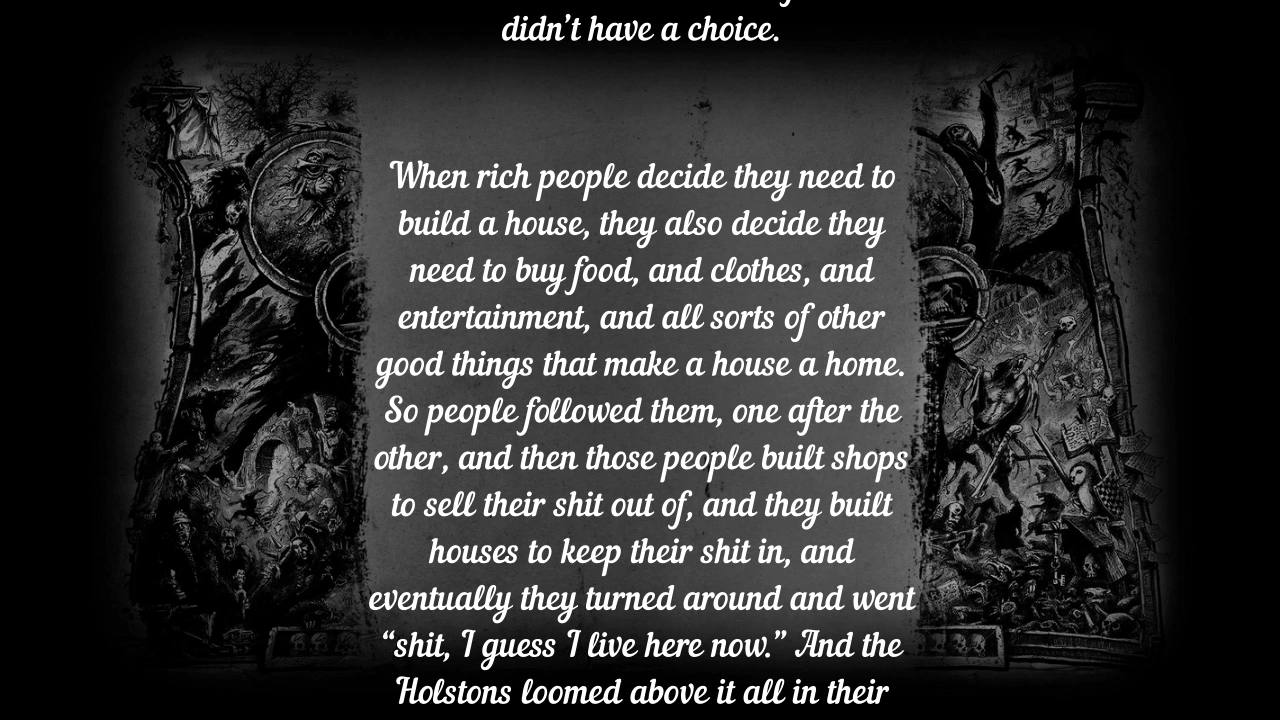 didn't have a choice.
When rich people decide they need to
build a house, they also decide they
need to buy food, and clothes, and
entertainment, and all sorts of other
good things that make a house a home.
So people followed them, one after the
other, and then those people built shops
to sell their shit out of, and they built
houses to keep their shit in, and
eventually they turned around and went
“shit, I guess I live here now.” And the
Holstons loomed above it all in their